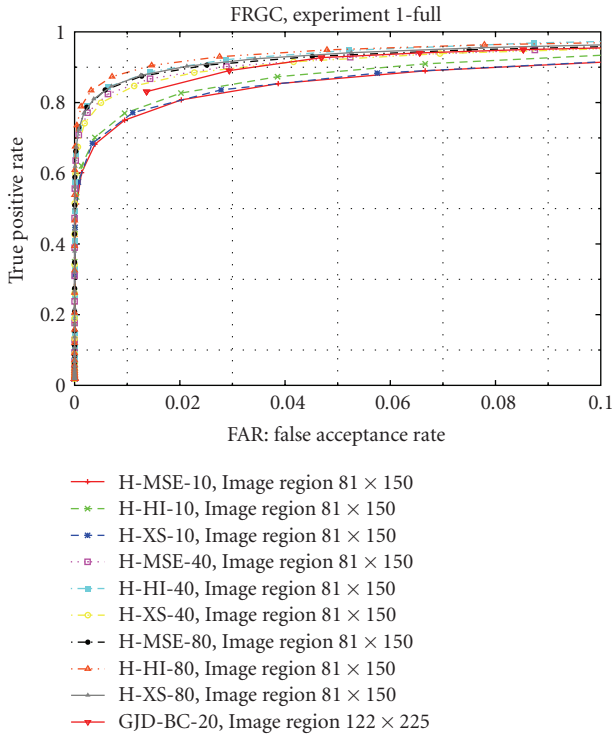 FRGC, experiment 1-full
1
0.8
0.6
0.4
0.2
0
True positive rate
0 0.02 0.04 0.06 0.08 0.1
FAR: false acceptance rate
H-MSE-10, Image region 81 × 150
H-HI-10, Image region 81 × 150
H-XS-10, Image region 81 × 150
H-MSE-40, Image region 81 × 150
H-HI-40, Image region 81 × 150
H-XS-40, Image region 81 × 150
H-MSE-80, Image region 81 × 150
H-HI-80, Image region 81 × 150
H-XS-80, Image region 81 × 150
GJD-BC-20, Image region 122 × 225